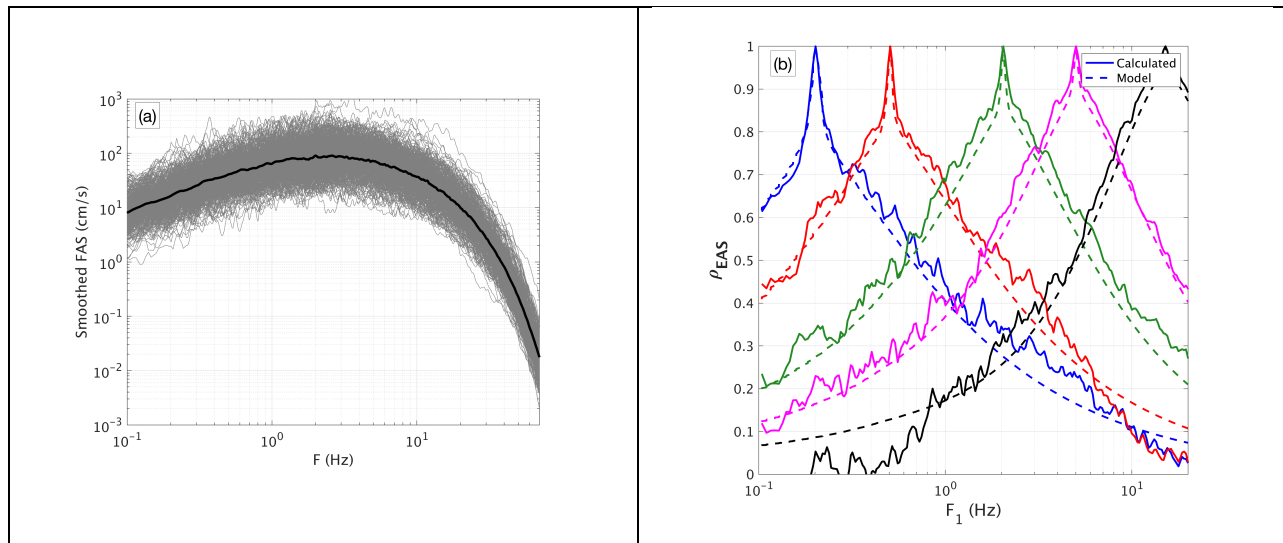 (a)
Smoothed FAS (cm/s)
10³
10²
10¹
10⁰
10⁻¹
10⁻²
10⁻³
10⁻¹ 10⁰ 10¹
F (Hz)
(b)
Calculated
Model
ρEAS
1
0.9
0.8
0.7
0.6
0.5
0.4
0.3
0.2
0.1
0
10⁻¹ 10⁰ 10¹
F₁ (Hz)